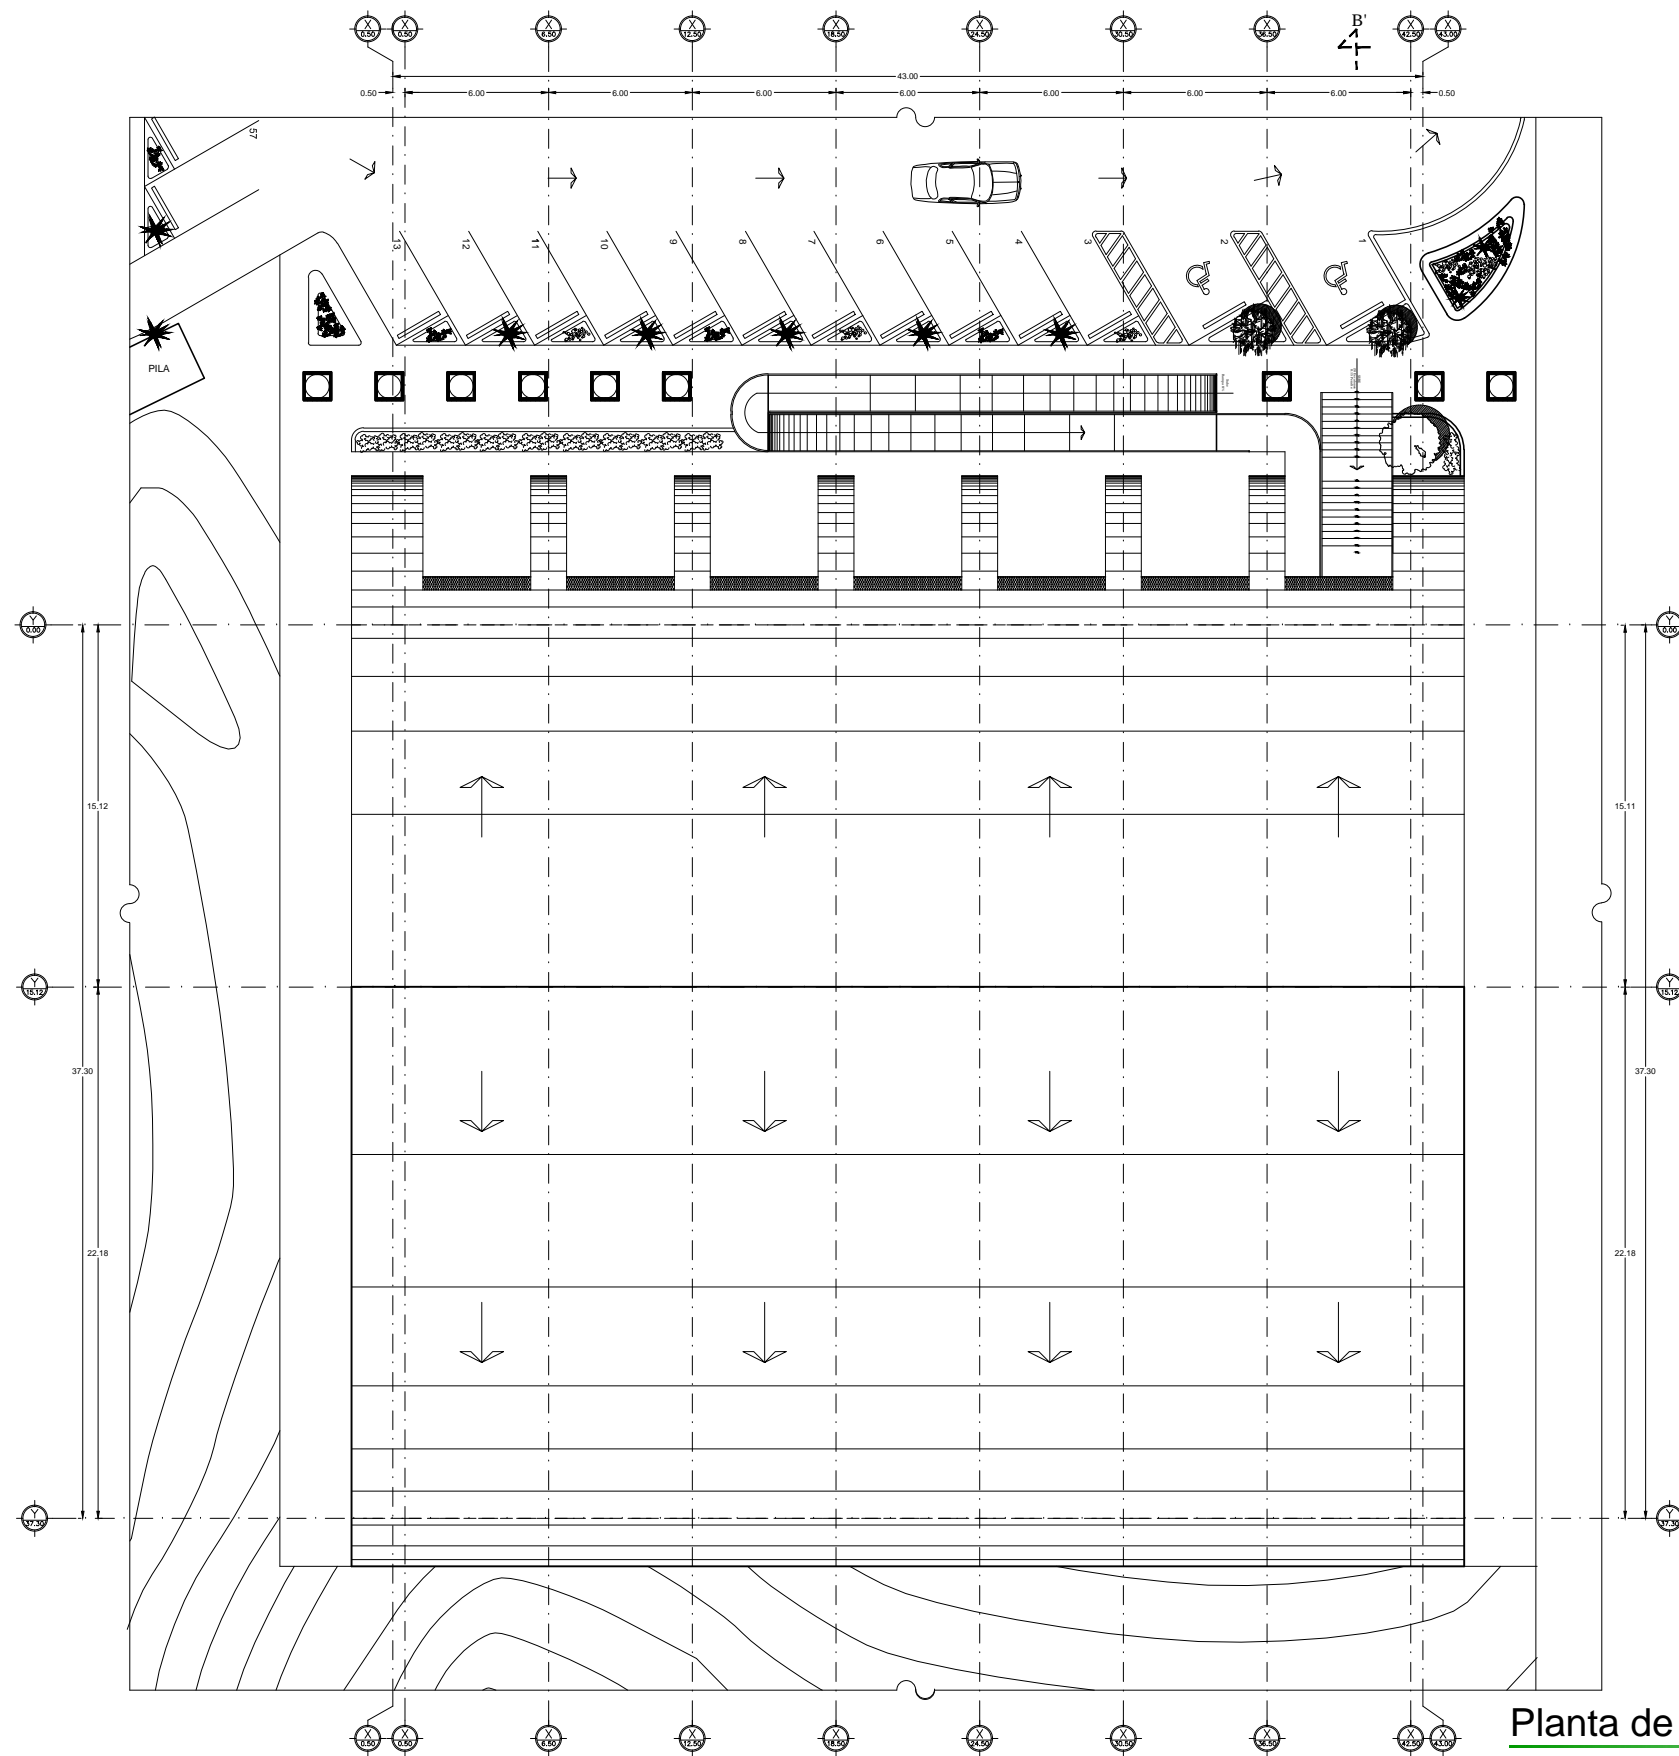 X 0.50 X 0.50 X 6.50 X 12.50 X 18.50 X 24.50 X 30.50 X 36.50 X 42.50 X 43.00
B'
43.00
0.50 6.00 6.00 6.00 6.00 6.00 6.00 6.00 0.50
57
13 12 11 10 9 8 7 6 5 4 3 2 1
PILA
Y 0.00 Y 0.00
15.12 15.11
Y 15.12 Y 15.12
37.30 37.30
22.18 22.18
Y 37.30 Y 37.30
Planta de
X 0.50 X 0.50 X 6.50 X 12.50 X 18.50 X 24.50 X 30.50 X 36.50 X 42.50 X 43.00